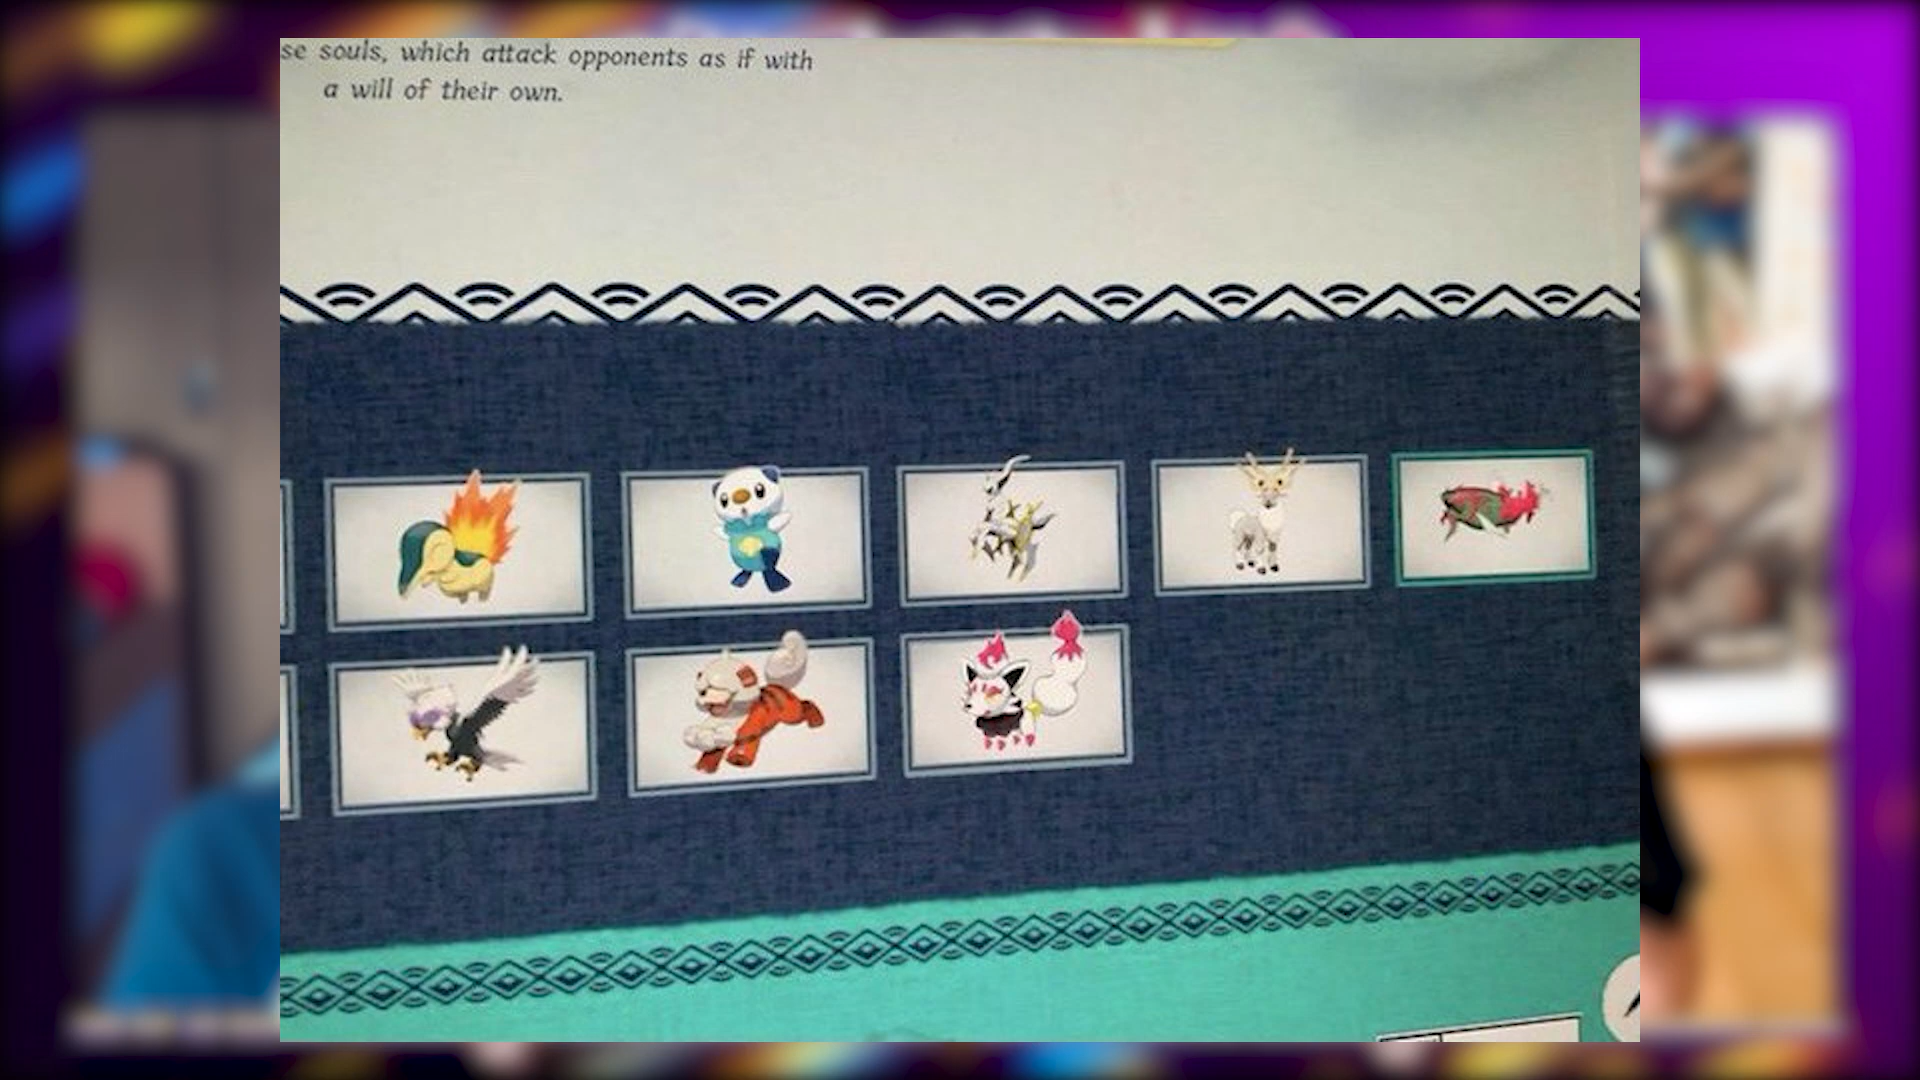 se souls, which attack opponents as if with
a will of their own.